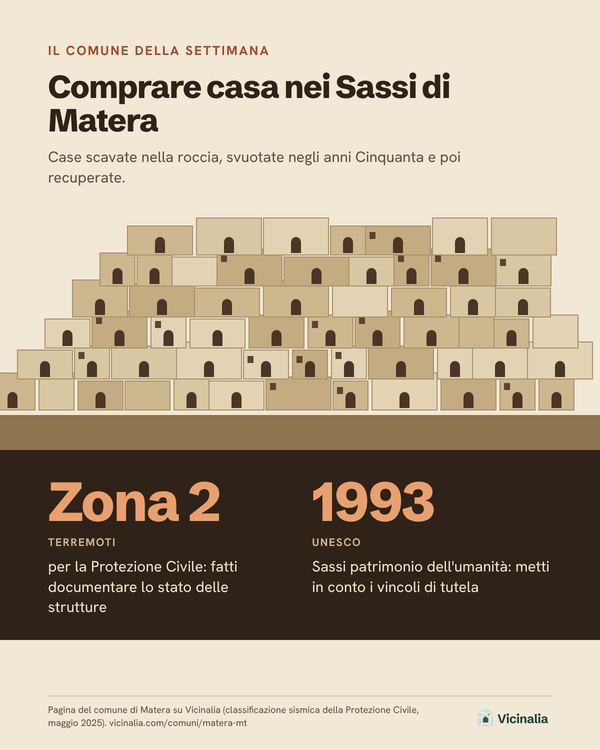 IL COMUNE DELLA SETTIMANA
Comprare casa nei Sassi di
Matera
Case scavate nella roccia, svuotate negli anni Cinquanta e poi
recuperate.
Zona 2
TERREMOTI
per la Protezione Civile: fatti
documentare lo stato delle
strutture
1993
UNESCO
Sassi patrimonio dell'umanità: metti
in conto i vincoli di tutela
Pagina del comune di Matera su Vicinalia (classificazione sismica della Protezione Civile,
maggio 2025). vicinalia.com/comuni/matera-mt
Vicinalia